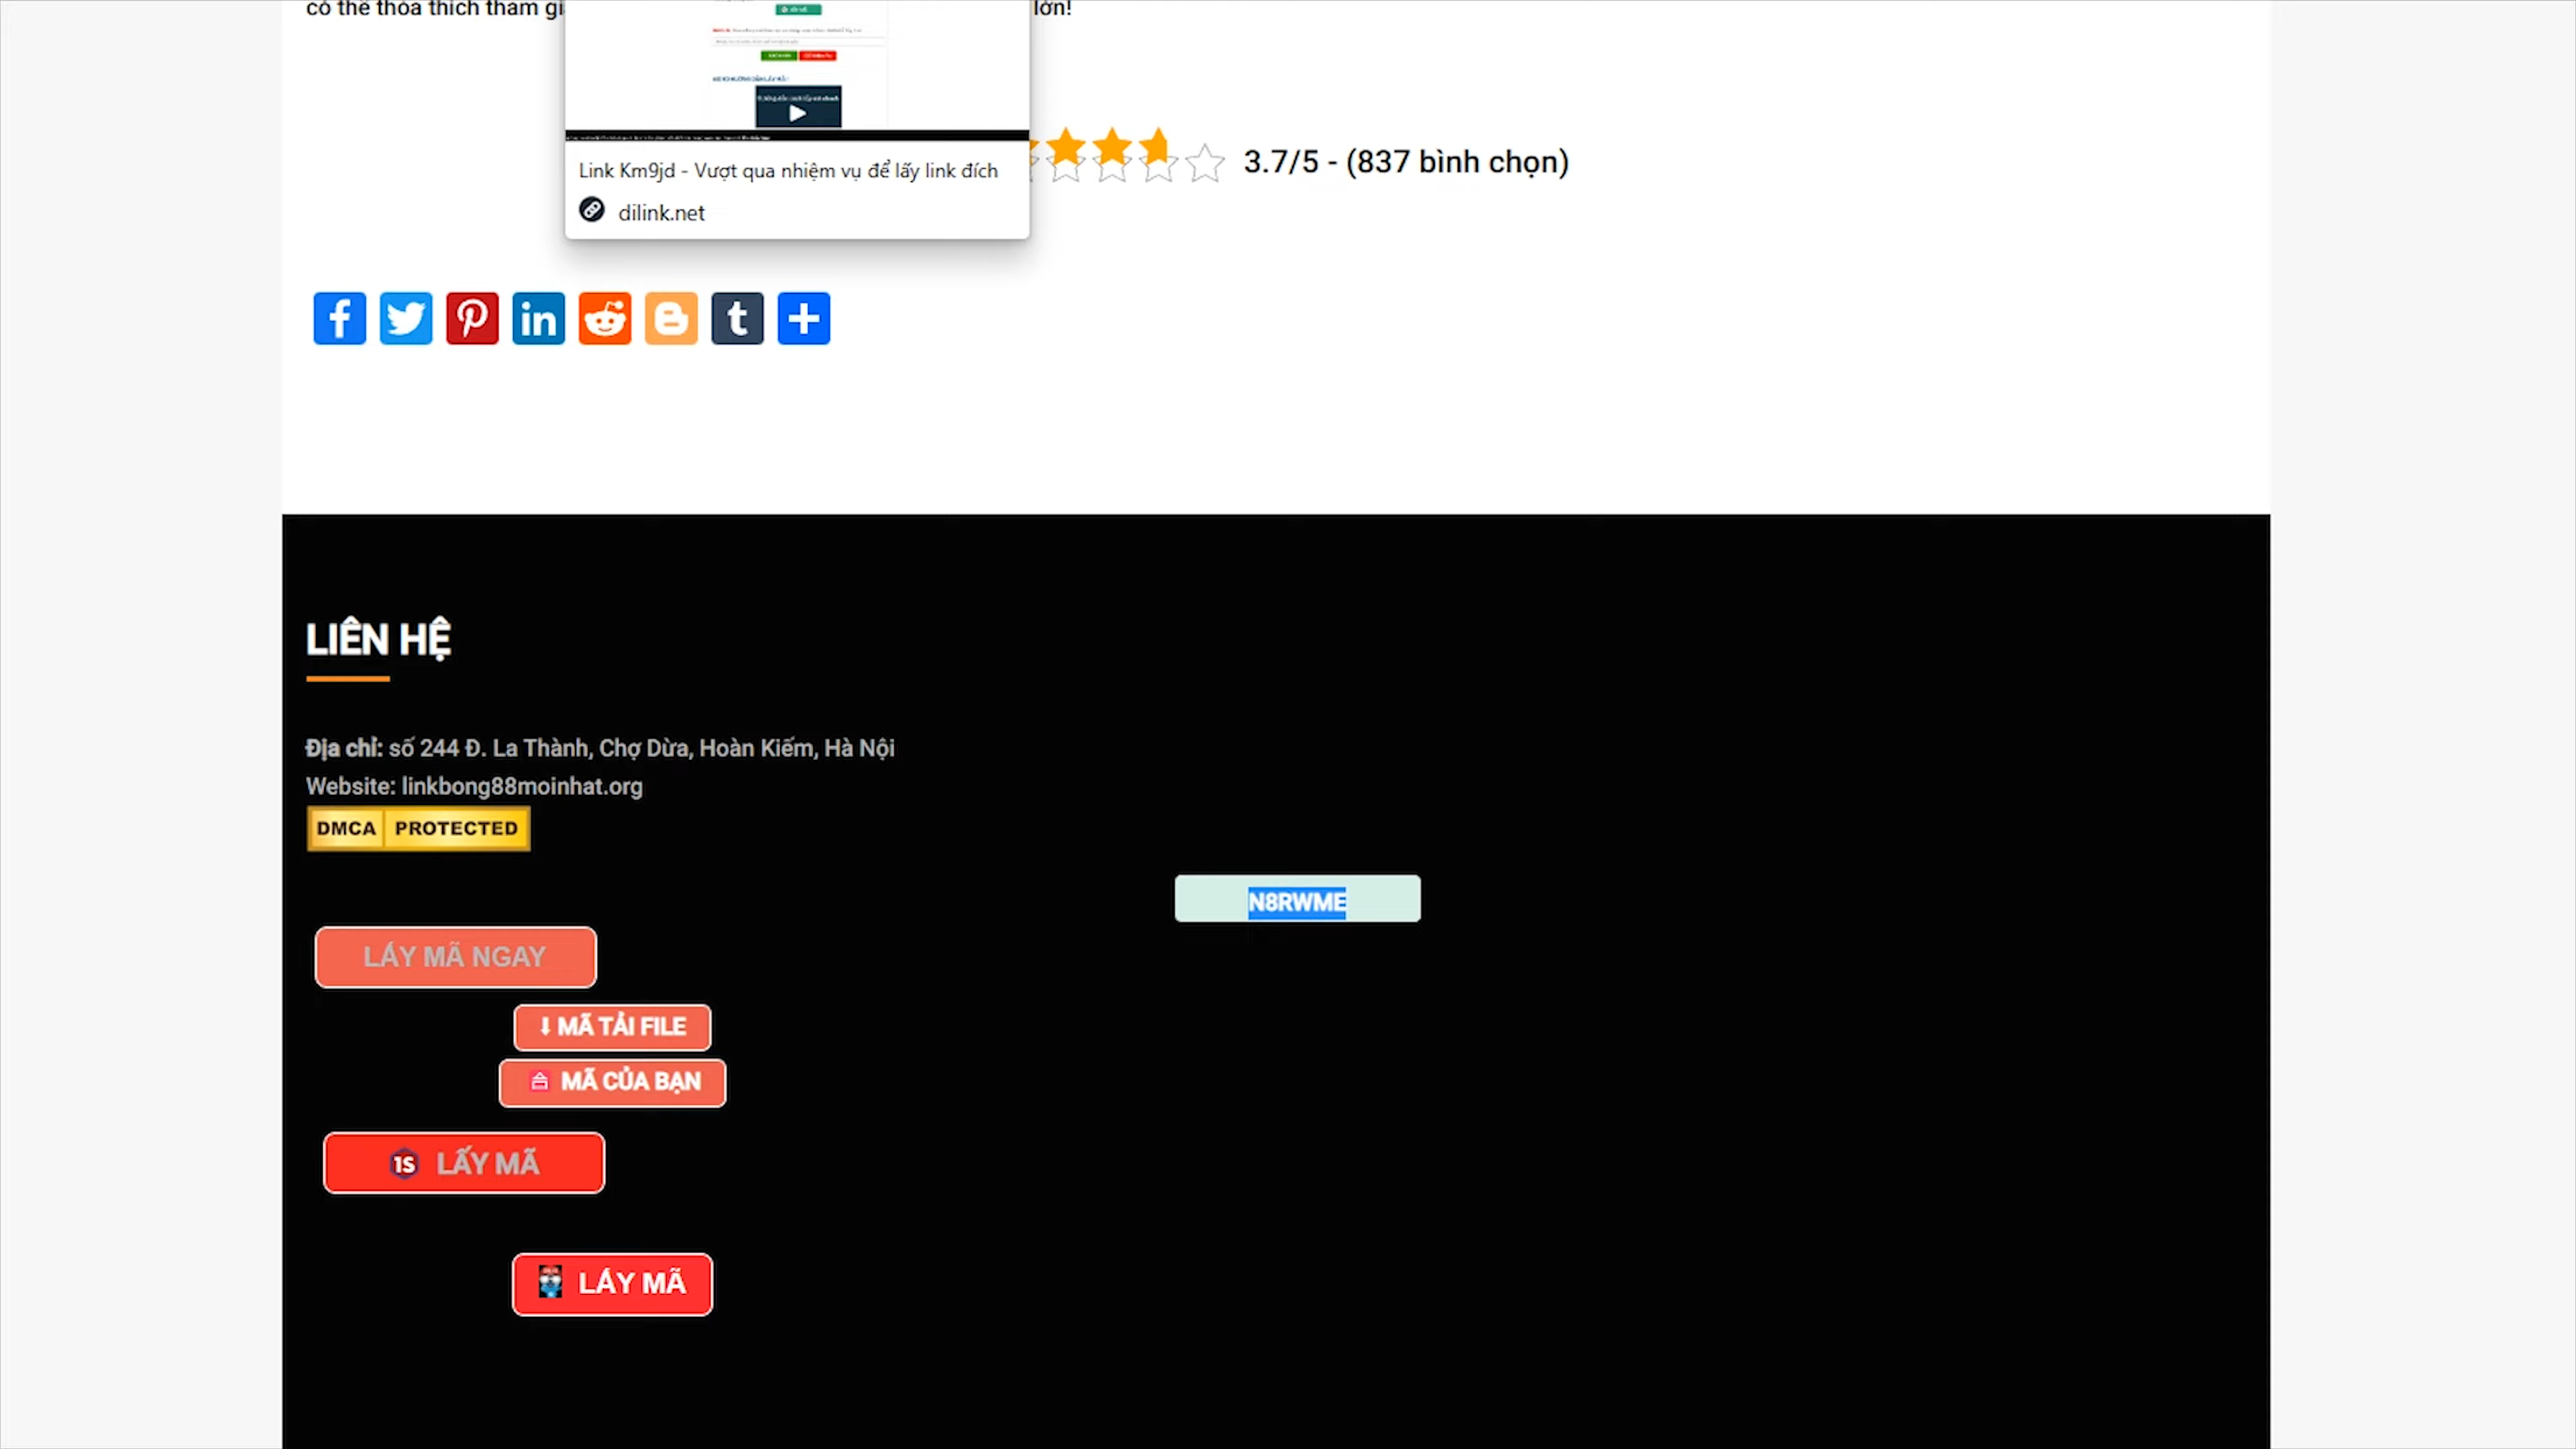 có thể thỏa thích tham gi
lớn!
Link Km9jd - Vượt qua nhiệm vụ để lấy link đích
dilink.net
3.7/5 - (837 bình chọn)
LIÊN HỆ
Địa chỉ: số 244 Đ. La Thành, Chợ Dừa, Hoàn Kiếm, Hà Nội
Website: linkbong88moinhat.org
DMCA PROTECTED
N8RWME
LẤY MÃ NGAY
⬇ MÃ TẢI FILE
MÃ CỦA BẠN
1S LẤY MÃ
LẤY MÃ